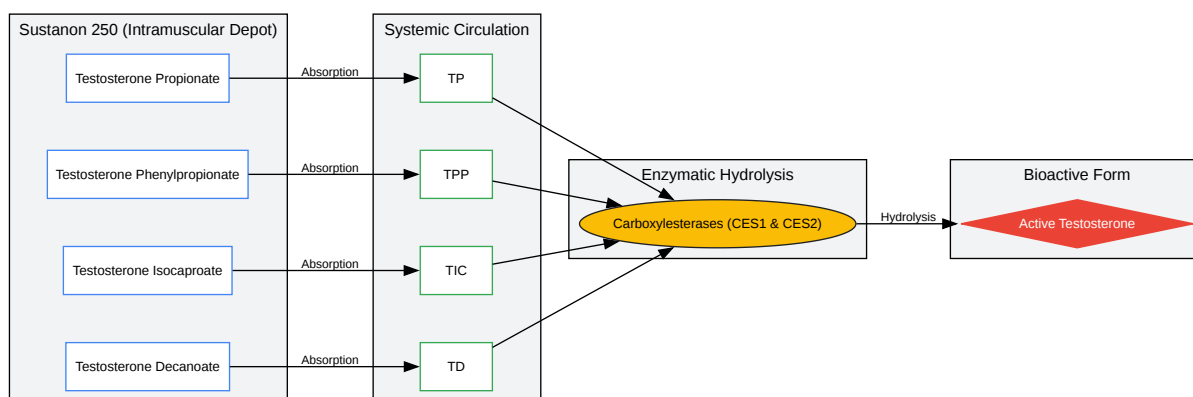 Sustanon 250 (Intramuscular Depot)
Systemic Circulation
Testosterone Propionate
Absorption
TP
Testosterone Phenylpropionate
Absorption
TPP
Testosterone Isocaproate
Absorption
TIC
Testosterone Decanoate
Absorption
TD
Enzymatic Hydrolysis
Carboxylesterases (CES1 & CES2)
Hydrolysis
Bioactive Form
Active Testosterone